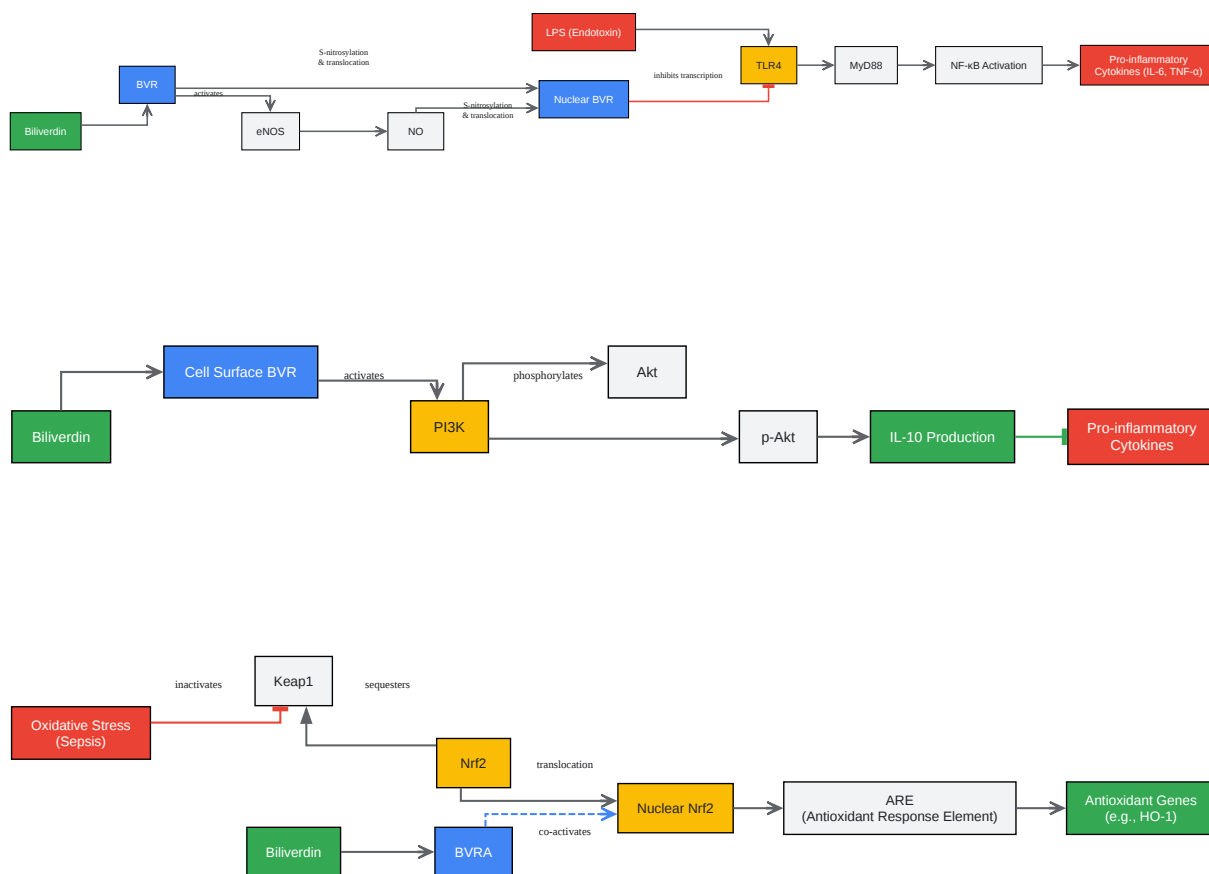 LPS (Endotoxin)
S-nitrosylation
& translocation
BVR
activates
Biliverdin
eNOS
NO
S-nitrosylation
& translocation
Nuclear BVR
inhibits transcription
TLR4
MyD88
NF-κB Activation
Pro-inflammatory
Cytokines (IL-6, TNF-α)
Cell Surface BVR
activates
Biliverdin
PI3K
phosphorylates
Akt
p-Akt
IL-10 Production
Pro-inflammatory
Cytokines
inactivates
Keap1
sequesters
Oxidative Stress
(Sepsis)
Nrf2
translocation
Nuclear Nrf2
co-activates
Biliverdin
BVRA
ARE
(Antioxidant Response Element)
Antioxidant Genes
(e.g., HO-1)